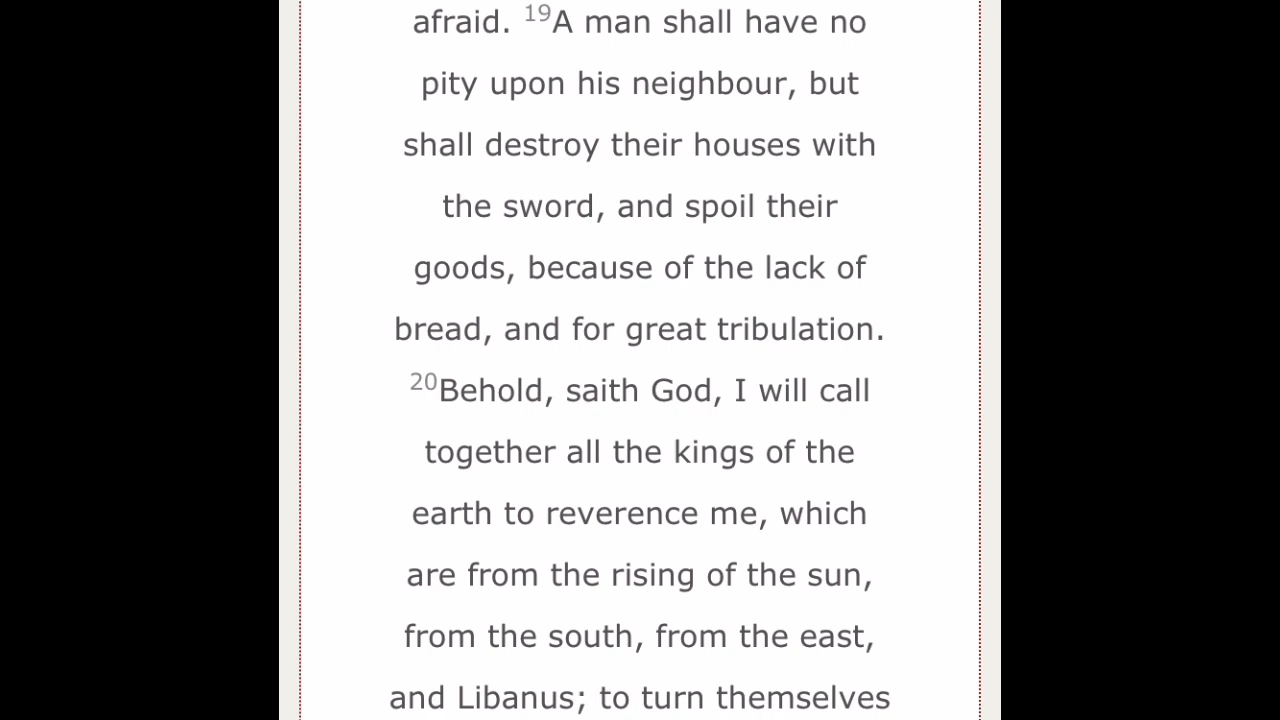 afraid. 19A man shall have no
pity upon his neighbour, but
shall destroy their houses with
the sword, and spoil their
goods, because of the lack of
bread, and for great tribulation.
20Behold, saith God, I will call
together all the kings of the
earth to reverence me, which
are from the rising of the sun,
from the south, from the east,
and Libanus; to turn themselves